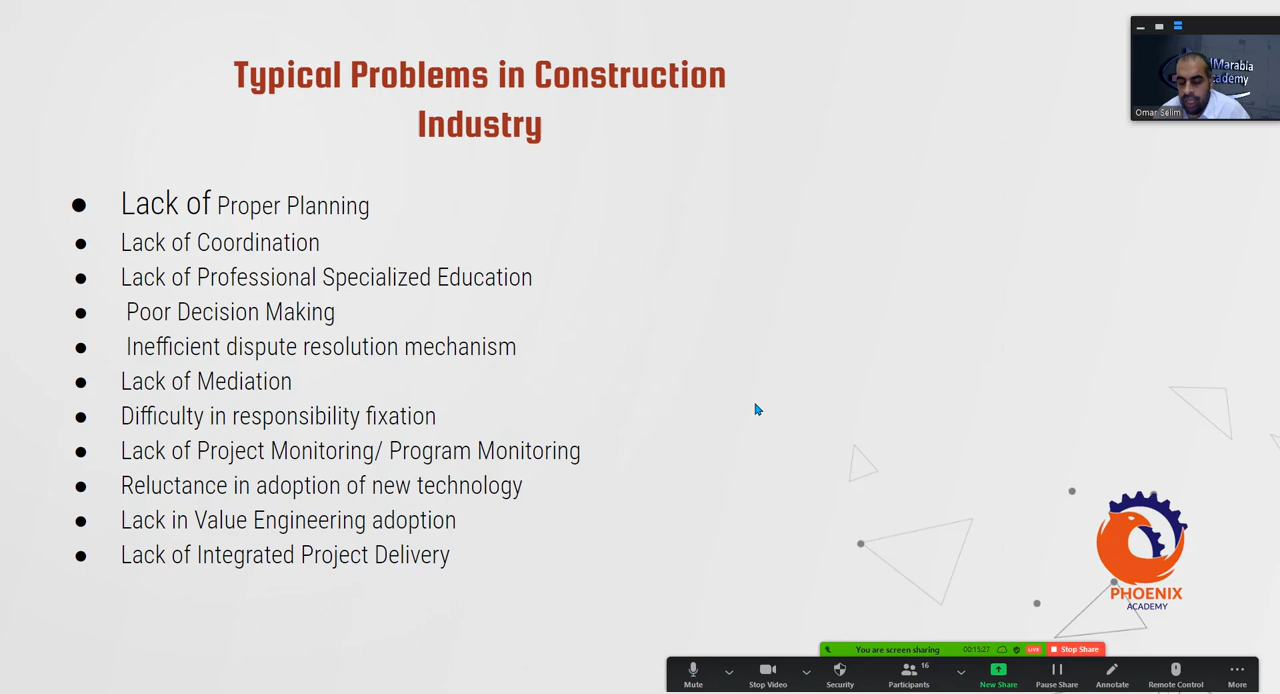 Typical Problems in Construction
Industry
● Lack of Proper Planning
● Lack of Coordination
● Lack of Professional Specialized Education
● Poor Decision Making
● Inefficient dispute resolution mechanism
● Lack of Mediation
● Difficulty in responsibility fixation
● Lack of Project Monitoring/ Program Monitoring
● Reluctance in adoption of new technology
● Lack in Value Engineering adoption
● Lack of Integrated Project Delivery
Omar Selim
PHOENIX
ACADEMY
You are screen sharing 00:15:27 LIVE Stop Share
Mute Stop Video Security Participants 16 New Share Pause Share Annotate Remote Control More